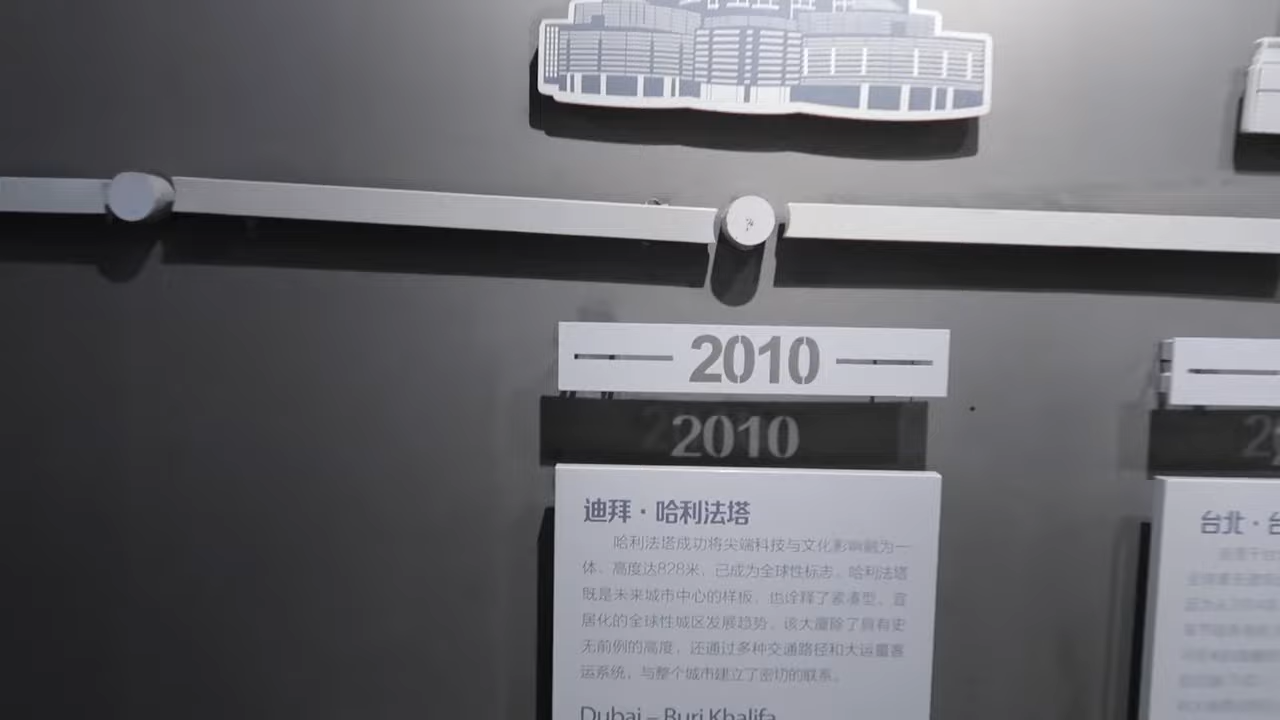 2010
2010
迪拜·哈利法塔
哈利法塔成功将尖端科技与文化影响融为一
体，高度达828米，已成为全球性标志。哈利法塔
既是未来城市中心的样板，也诠释了紧凑型、宜
居化的全球性城区发展趋势。该大厦除了具有史
无前例的高度，还通过多种交通路径和大运量客
运系统，与整个城市建立了密切的联系。
Dubai – Burj Khalifa
台北·台